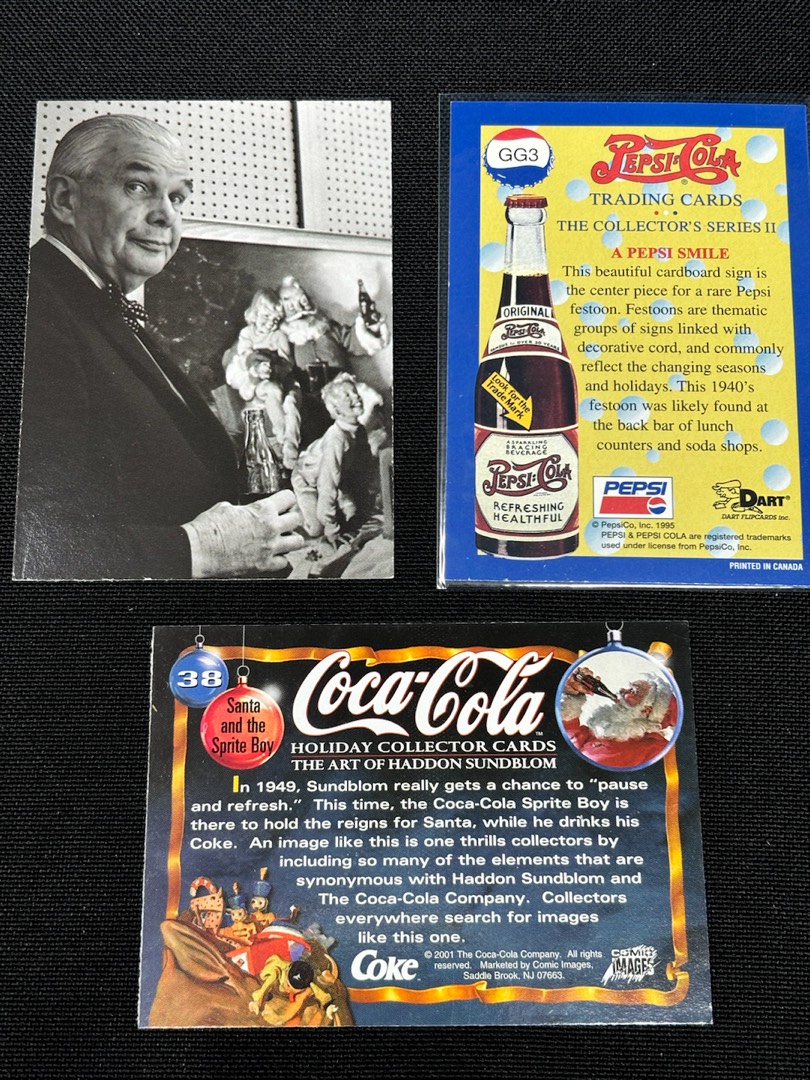 GG3
PEPSI-COLA
®
TRADING CARDS
THE COLLECTOR'S SERIES II
A PEPSI SMILE
This beautiful cardboard sign is
the center piece for a rare Pepsi
festoon. Festoons are thematic
groups of signs linked with
decorative cord, and commonly
reflect the changing seasons
and holidays. This 1940's
festoon was likely found at
the back bar of lunch
counters and soda shops.
ORIGINAL
PEPSI-COLA
FAMOUS for OVER 30 YEARS
Look for the
Trade Mark
A SPARKLING
BRACING
BEVERAGE
PEPSI-COLA
REFRESHING
HEALTHFUL
PEPSI
DART®
DART FLIPCARDS inc.
© PepsiCo, Inc. 1995
PEPSI & PEPSI COLA are registered trademarks
used under license from PepsiCo, Inc.
PRINTED IN CANADA
38
Santa
and the
Sprite Boy
Coca-Cola
™
HOLIDAY COLLECTOR CARDS
THE ART OF HADDON SUNDBLOM
In 1949, Sundblom really gets a chance to "pause
and refresh." This time, the Coca-Cola Sprite Boy is
there to hold the reigns for Santa, while he drinks his
Coke. An image like this is one thrills collectors by
including so many of the elements that are
synonymous with Haddon Sundblom and
The Coca-Cola Company. Collectors
everywhere search for images
like this one.
Coke
© 2001 The Coca-Cola Company. All rights
reserved. Marketed by Comic Images,
Saddle Brook, NJ 07663.
COMIC
IMAGES